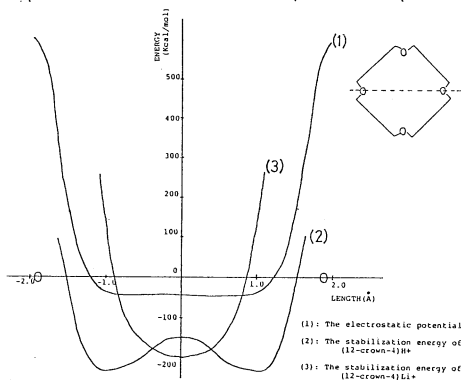 ENERGY
(Kcal/mol)
(1)
500
400
300
(3)
200
100
(2)
0
-2.0
-1.0
1.0
2.0
LENGTH(Å)
-100
-200
(1): The electrostatic potential
(2): The stabilization energy of
(12-crown-4)H+
(3): The stabilization energy of
(12-crown-4)Li+